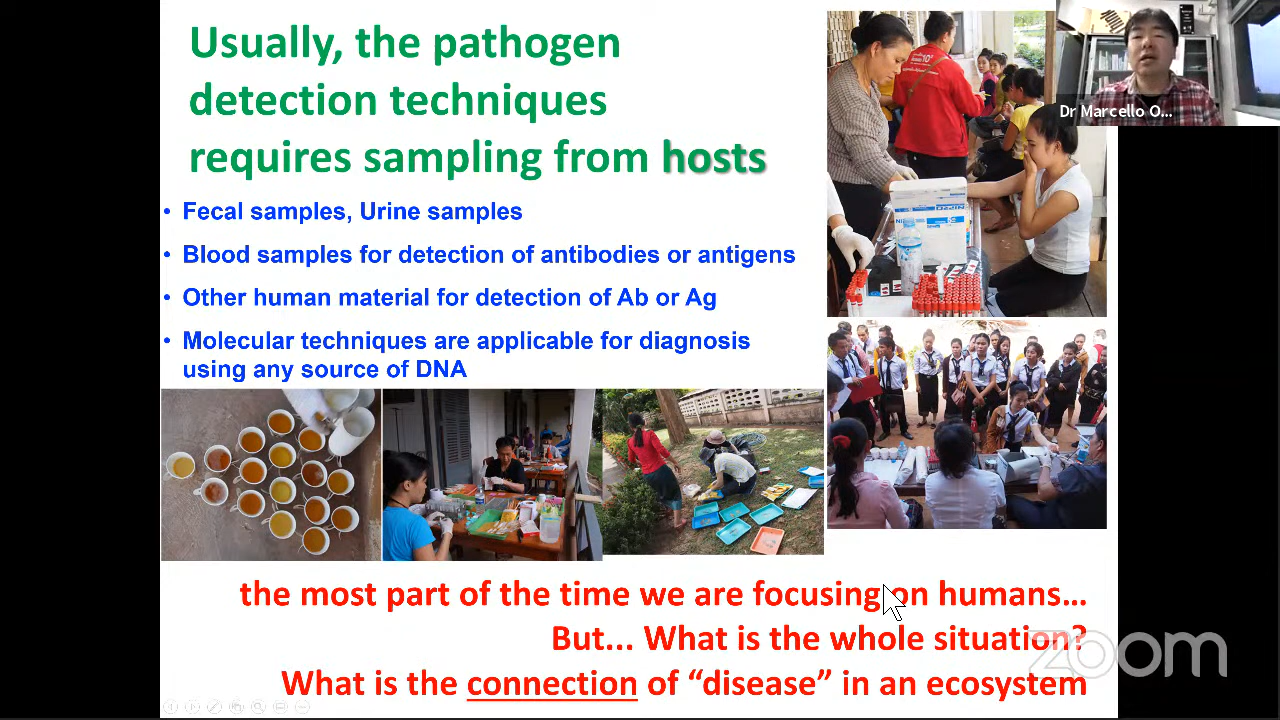 Usually, the pathogen
detection techniques
requires sampling from hosts
• Fecal samples, Urine samples
• Blood samples for detection of antibodies or antigens
• Other human material for detection of Ab or Ag
• Molecular techniques are applicable for diagnosis
using any source of DNA
Dr Marcello O...
NIPRO
the most part of the time we are focusing on humans...
But... What is the whole situation?
What is the connection of “disease” in an ecosystem
zoom